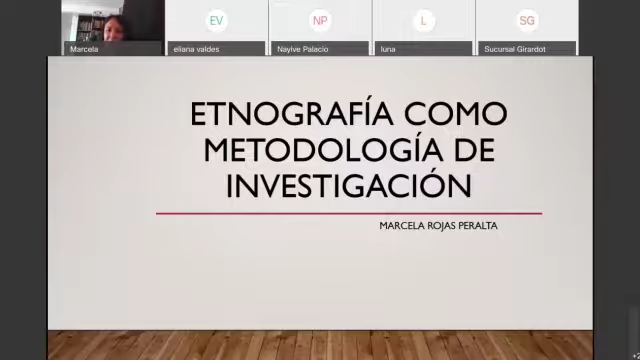 EV
NP
L
SG
Marcela
eliana valdes
Nayive Palacio
luna
Sucursal Girardot
ETNOGRAFÍA COMO
METODOLOGÍA DE
INVESTIGACIÓN
MARCELA ROJAS PERALTA